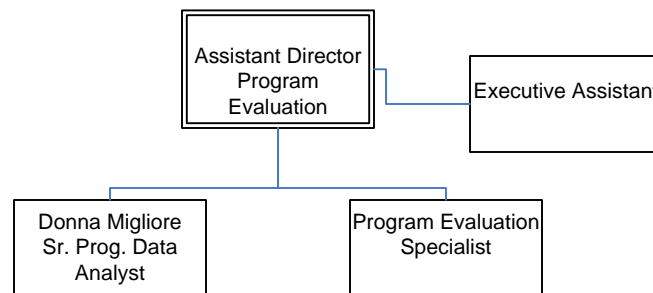 Assistant Director
Program
Evaluation
Executive Assistant
Donna Migliore
Sr. Prog. Data
Analyst
Program Evaluation
Specialist